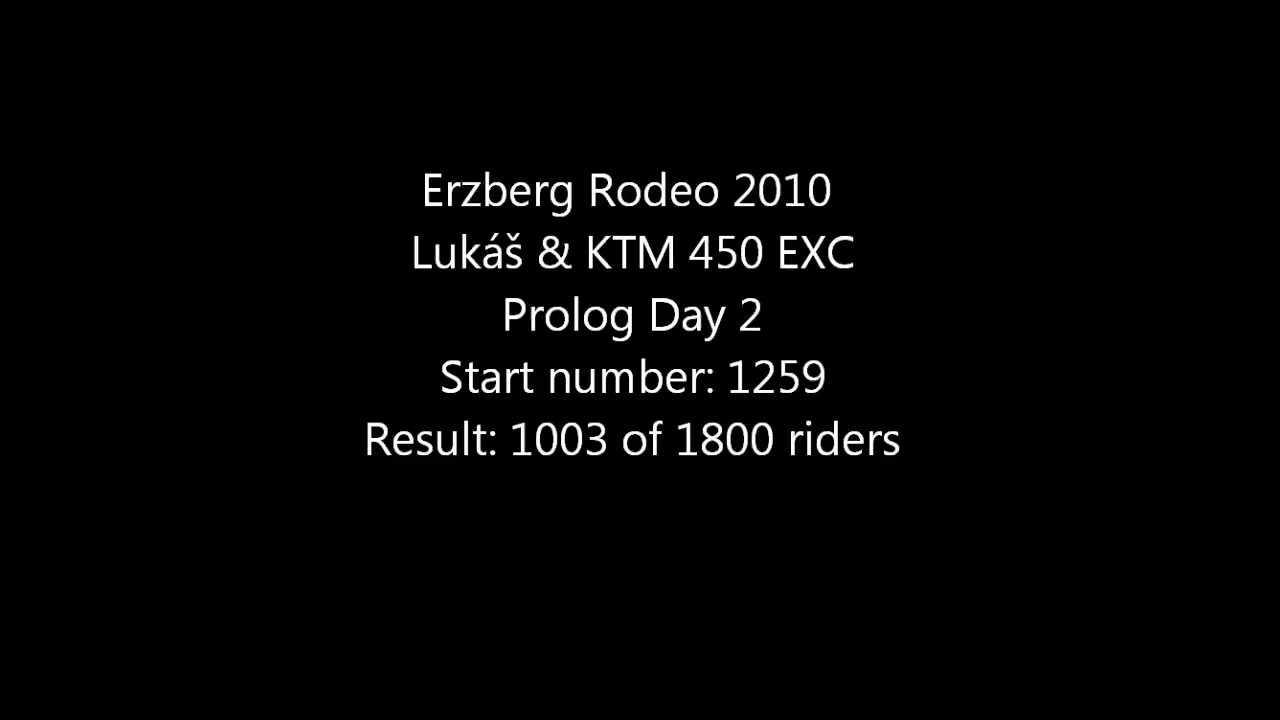 Erzberg Rodeo 2010
Lukáš & KTM 450 EXC
Prolog Day 2
Start number: 1259
Result: 1003 of 1800 riders